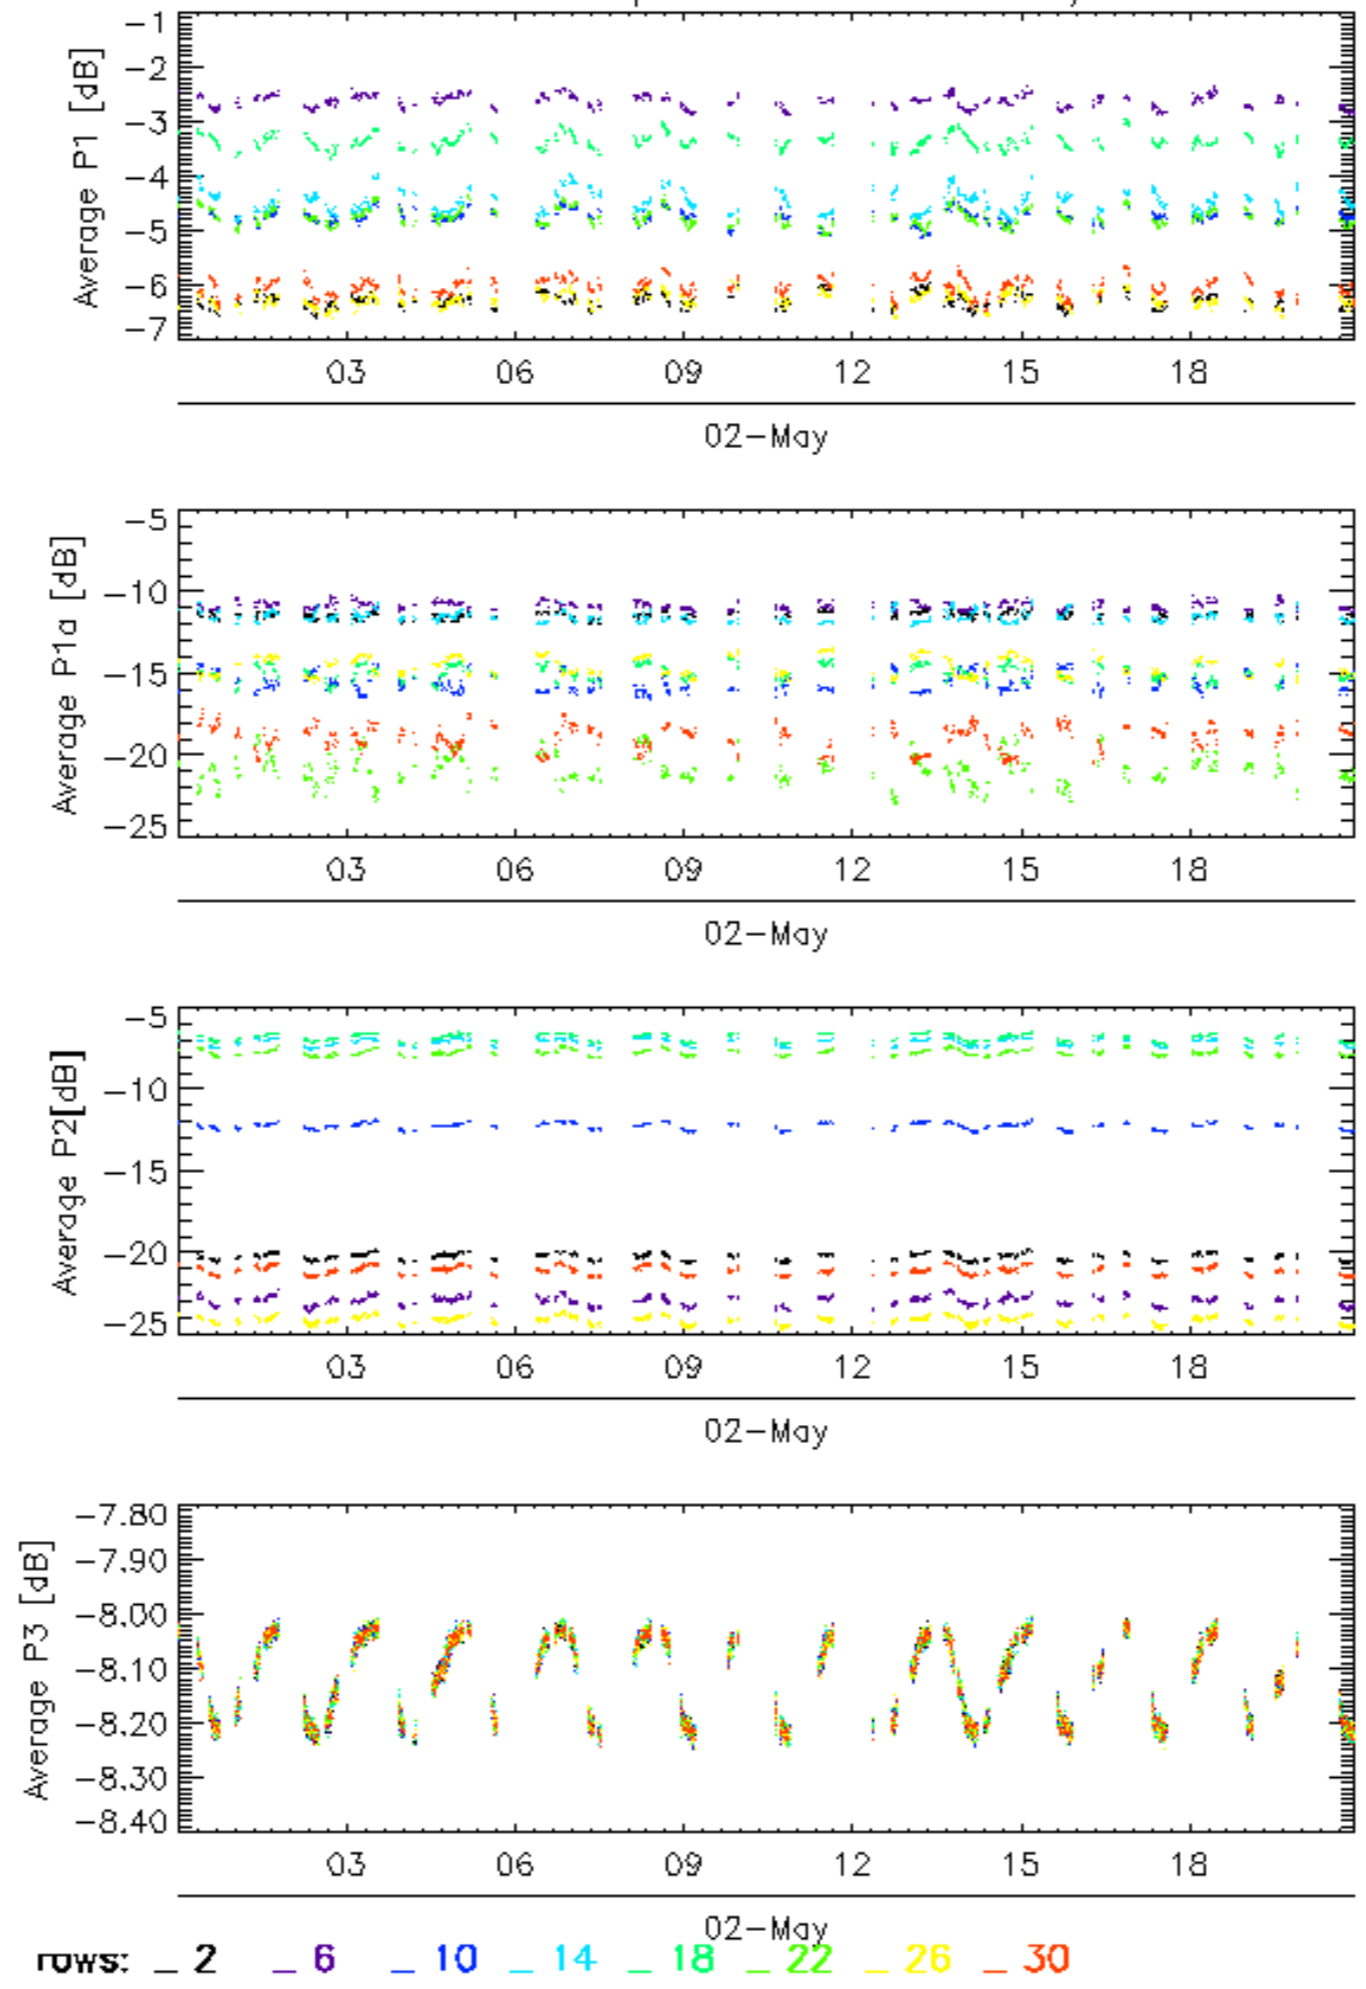 Average P1 [dB]
−1
−2
−3
−4
−5
−6
−7
03 06 09 12 15 18
02−May
Average P1a [dB]
−5
−10
−15
−20
−25
03 06 09 12 15 18
02−May
Average P2[dB]
−5
−10
−15
−20
−25
03 06 09 12 15 18
02−May
Average P3 [dB]
−7.80
−7.90
−8.00
−8.10
−8.20
−8.30
−8.40
03 06 09 12 15 18
02−May
rows: _ 2 _ 6 _ 10 _ 14 _ 18 _ 22 _ 26 _ 30